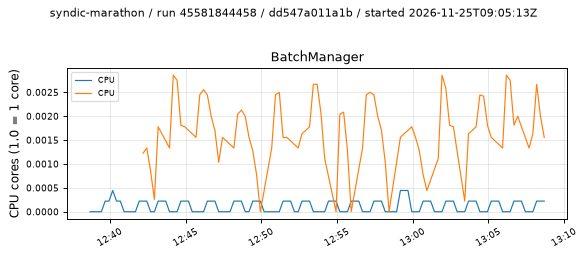 syndic-marathon / run 45581844458 / dd547a011a1b / started 2026-11-25T09:05:13Z
BatchManager
CPU
CPU
CPU cores (1.0 = 1 core)
0.0025
0.0020
0.0015
0.0010
0.0005
0.0000
12:40
12:45
12:50
12:55
13:00
13:05
13:10